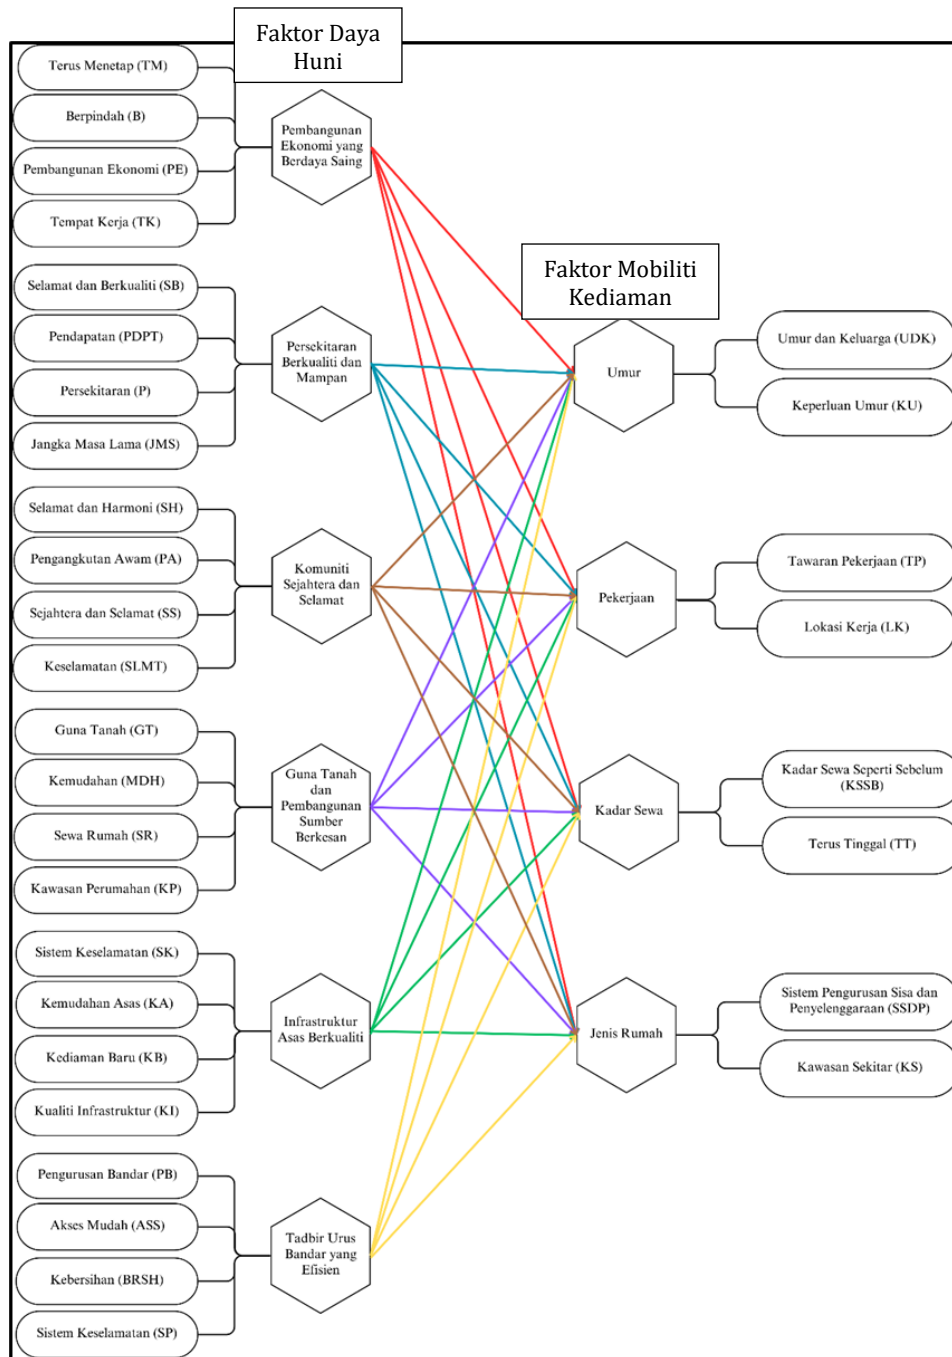 Faktor Daya
Huni
Terus Menetap (TM)
Berpindah (B)
Pembangunan Ekonomi (PE)
Tempat Kerja (TK)
Pembangunan
Ekonomi yang
Berdaya Saing
Selamat dan Berkualiti (SB)
Pendapatan (PDPT)
Persekitaran (P)
Jangka Masa Lama (JMS)
Persekitaran
Berkualiti dan
Mampan
Selamat dan Harmoni (SH)
Pengangkutan Awam (PA)
Sejahtera dan Selamat (SS)
Keselamatan (SLMT)
Komuniti
Sejahtera dan
Selamat
Guna Tanah (GT)
Kemudahan (MDH)
Sewa Rumah (SR)
Kawasan Perumahan (KP)
Guna Tanah
dan
Pembangunan
Sumber
Berkesan
Sistem Keselamatan (SK)
Kemudahan Asas (KA)
Kediaman Baru (KB)
Kualiti Infrastruktur (KI)
Infrastruktur
Asas Berkualiti
Pengurusan Bandar (PB)
Akses Mudah (ASS)
Kebersihan (BRSH)
Sistem Keselamatan (SP)
Tadbir Urus
Bandar yang
Efisien
Faktor Mobiliti
Kediaman
Umur
Umur dan Keluarga (UDK)
Keperluan Umur (KU)
Pekerjaan
Tawaran Pekerjaan (TP)
Lokasi Kerja (LK)
Kadar Sewa
Kadar Sewa Seperti Sebelum
(KSSB)
Terus Tinggal (TT)
Jenis Rumah
Sistem Pengurusan Sisa dan
Penyelenggaraan (SSDP)
Kawasan Sekitar (KS)